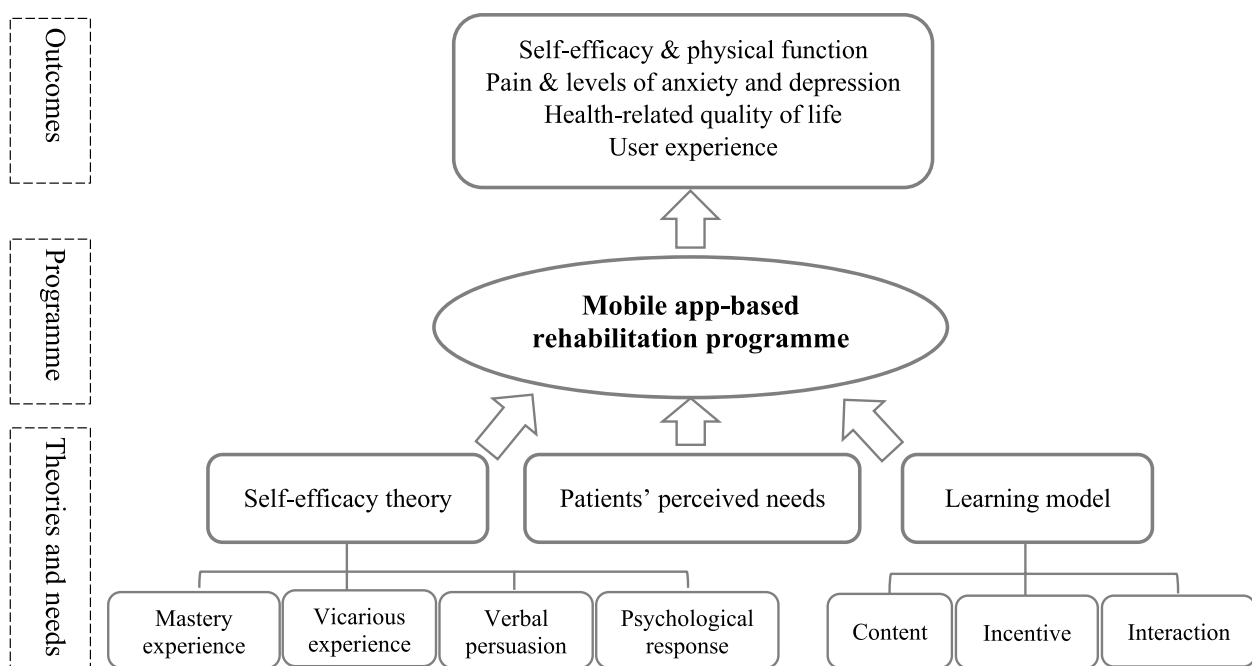 Outcomes
Self-efficacy & physical function
Pain & levels of anxiety and depression
Health-related quality of life
User experience
Programme
Mobile app-based
rehabilitation programme
Theories and needs
Self-efficacy theory
Patients’ perceived needs
Learning model
Mastery
experience
Vicarious
experience
Verbal
persuasion
Psychological
response
Content
Incentive
Interaction